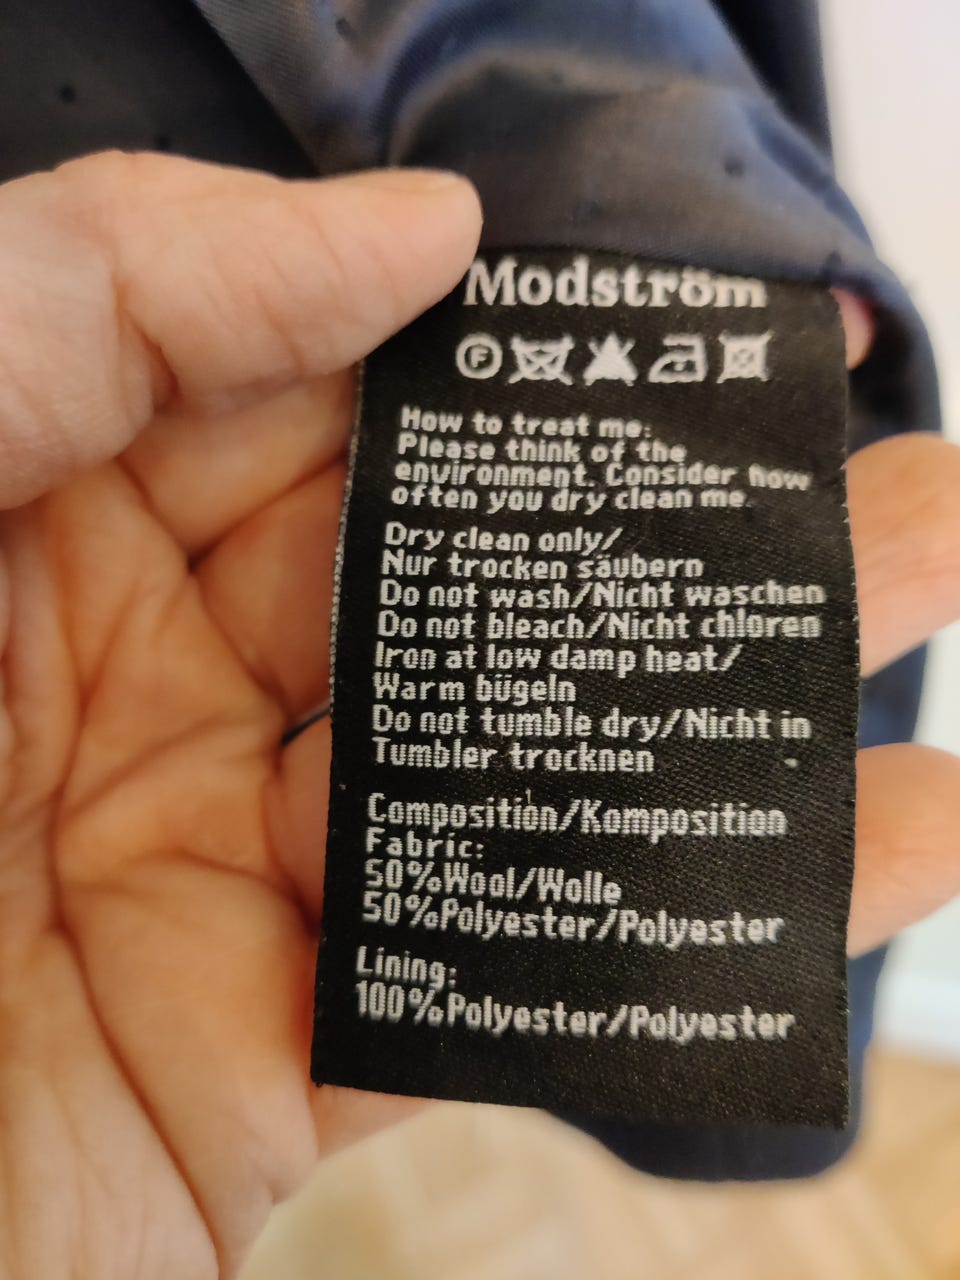 Modström
F
How to treat me:
Please think of the
environment. Consider how
often you dry clean me.
Dry clean only/
Nur trocken säubern
Do not wash/Nicht waschen
Do not bleach/Nicht chloren
Iron at low damp heat/
Warm bügeln
Do not tumble dry/Nicht in
Tumbler trocknen
Composition/Komposition
Fabric:
50%Wool/Wolle
50%Polyester/Polyester
Lining:
100%Polyester/Polyester